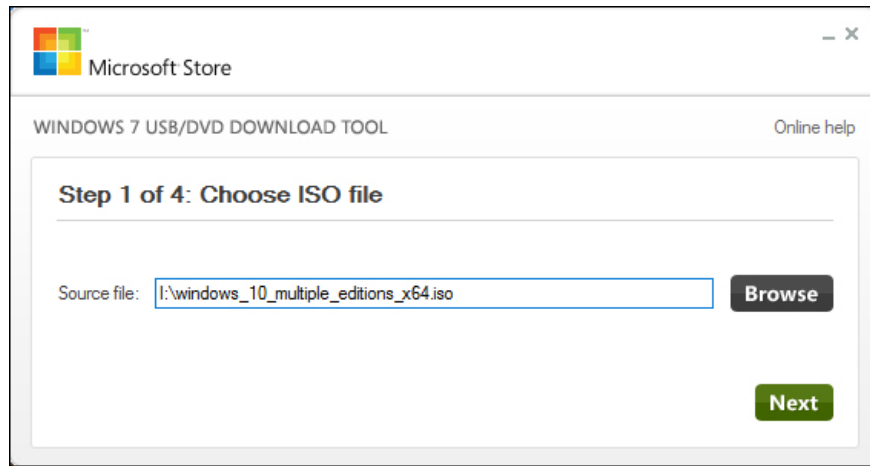 Microsoft Store
WINDOWS 7 USB/DVD DOWNLOAD TOOL
Online help
Step 1 of 4: Choose ISO file
Source file:
I:\windows_10_multiple_editions_x64.iso
Browse
Next